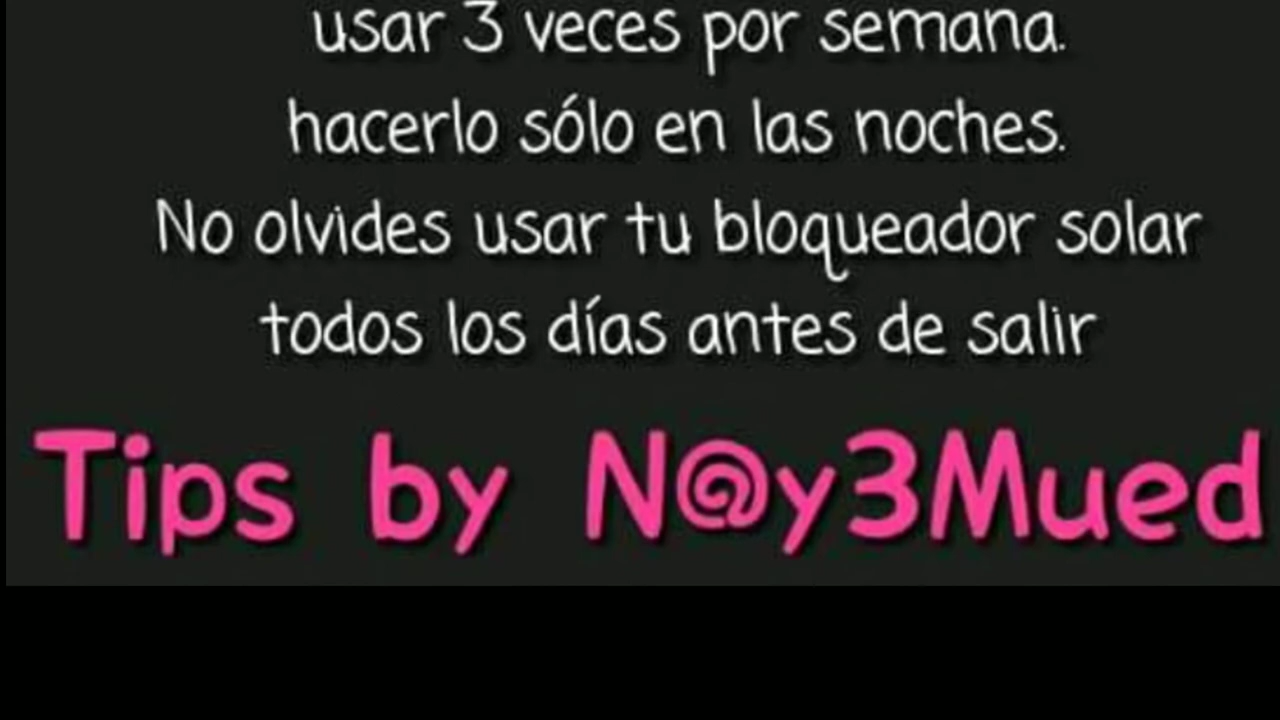 usar 3 veces por semana.
hacerlo sólo en las noches.
No olvides usar tu bloqueador solar
todos los días antes de salir
Tips by N@y3Mued